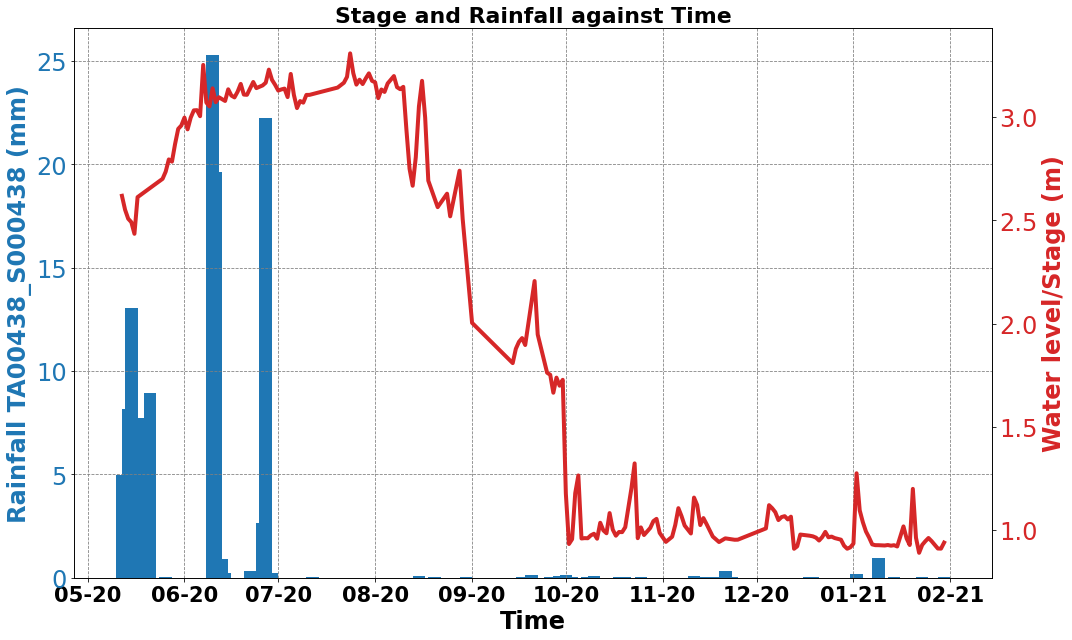 Stage and Rainfall against Time
Rainfall TA00438_S000438 (mm)
25
20
15
10
5
0
3.0
2.5
2.0
1.5
1.0
Water level/Stage (m)
05-20 06-20 07-20 08-20 09-20 10-20 11-20 12-20 01-21 02-21
Time